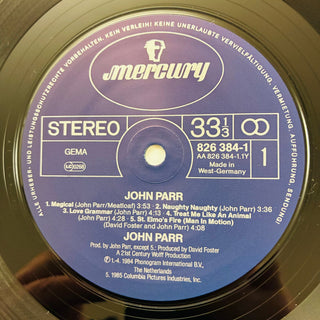 ALLE URHEBER- UND LEISTUNGSSCHUTZRECHTE VORBEHALTEN. KEIN VERLEIH! KEINE UNERLAUBTE VERVIELFÄLTIGUNG, VERMIETUNG, AUFFÜHRUNG, SENDUNG!
mercury
STEREO
33 1/3
GEMA
826 384-1
AA 826 384-1.1Y
Made in
West-Germany
1
JOHN PARR
1. Magical (John Parr/Meatloaf) 3:53 · 2. Naughty Naughty (John Parr) 3:36
3. Love Grammar (John Parr) 4:13 · 4. Treat Me Like An Animal
(John Parr) 4:28 · 5. St. Elmo's Fire (Man In Motion)
(David Foster and John Parr) 4:08
JOHN PARR
Prod. by John Parr, except 5.: Produced by David Foster
A 21st Century Wolff Production
1.-4. ℗ 1984 Phonogram International B.V.
The Netherlands
5. ℗ 1985 Columbia Pictures Industries, Inc.